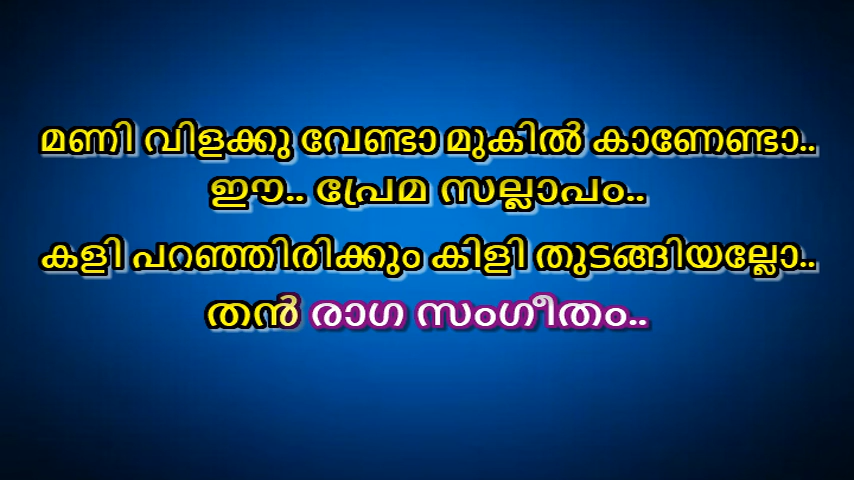 മണി വിളക്കു വേണ്ടാ മുകിൽ കാണേണ്ടാ..
ഈ.. പ്രേമ സല്ലാപം..
കളി പറഞ്ഞിരിക്കും കിളി തുടങ്ങിയല്ലോ..
തൻ രാഗ സംഗീതം..